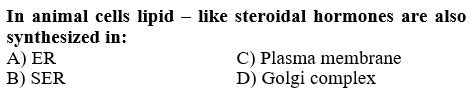 In animal cells lipid – like steroidal hormones are also
synthesized in:
A) ER C) Plasma membrane
B) SER D) Golgi complex